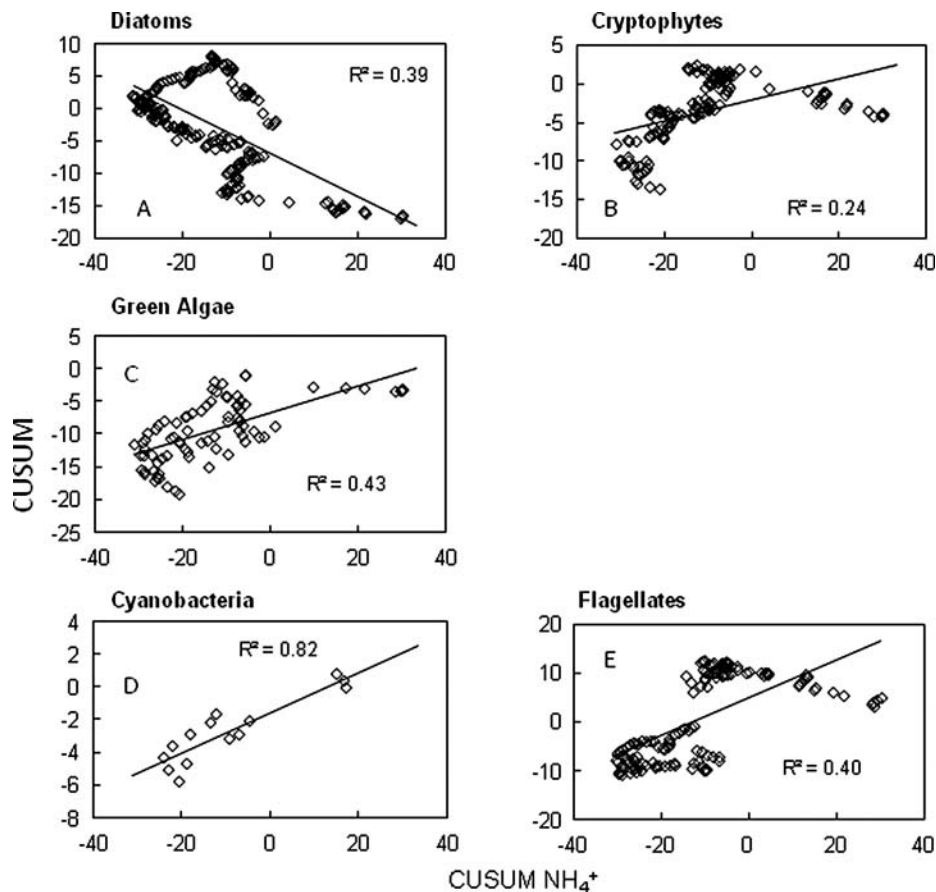 Diatoms
10
5
0
-5
-10
-15
-20
R² = 0.39
A
-40 -20 0 20 40
Cryptophytes
5
0
-5
-10
-15
-20
B
R² = 0.24
-40 -20 0 20 40
Green Algae
5
0
-5
-10
-15
-20
-25
C
R² = 0.43
-40 -20 0 20 40
CUSUM
Cyanobacteria
4
2
0
-2
-4
-6
-8
R² = 0.82
D
-40 -20 0 20 40
Flagellates
20
10
0
-10
-20
E
R² = 0.40
-40 -20 0 20 40
CUSUM NH₄⁺